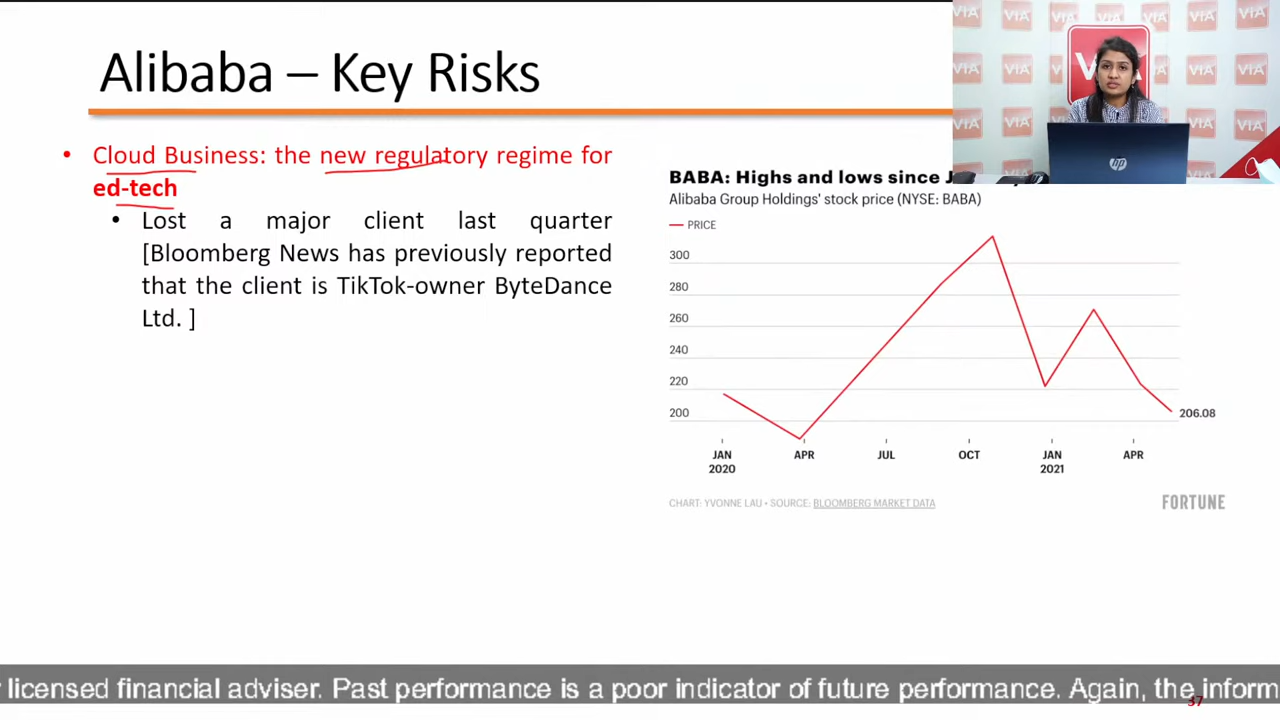 Alibaba – Key Risks
• Cloud Business: the new regulatory regime for
ed-tech
• Lost a major client last quarter
[Bloomberg News has previously reported
that the client is TikTok-owner ByteDance
Ltd. ]
BABA: Highs and lows since
Alibaba Group Holdings' stock price (NYSE: BABA)
PRICE
300
280
260
240
220
200
206.08
JAN APR JUL OCT JAN APR
2020 2021
CHART: YVONNE LAU • SOURCE: BLOOMBERG MARKET DATA
FORTUNE
VIA
hp
licensed financial adviser. Past performance is a poor indicator of future performance. Again, the inform
37